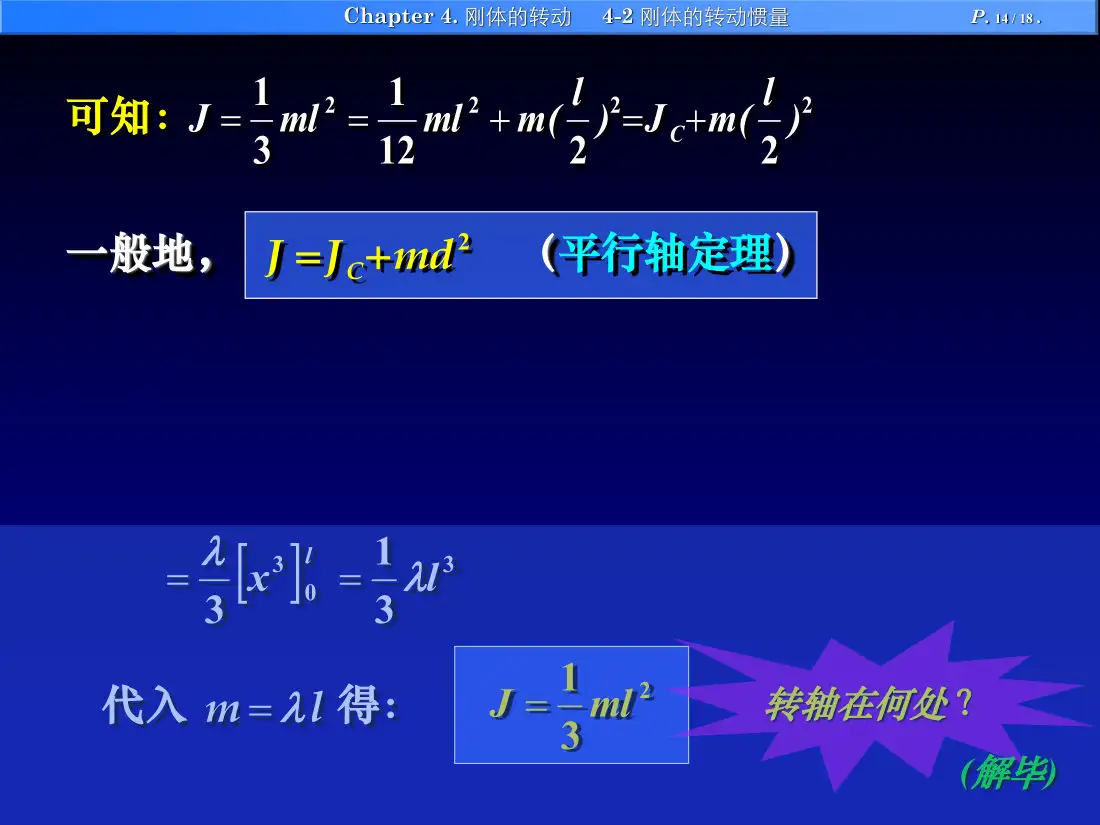 Chapter 4. 刚体的转动 4-2 刚体的转动惯量 P. 14 / 18 .
可知: J = 1/3 ml² = 1/12 ml² + m(l/2)² = J_C + m(l/2)²
一般地, J = J_C + md² (平行轴定理)
= λ/3 [x³]₀ˡ = 1/3 λl³
代入 m = λl 得: J = 1/3 ml² 转轴在何处?
(解毕)